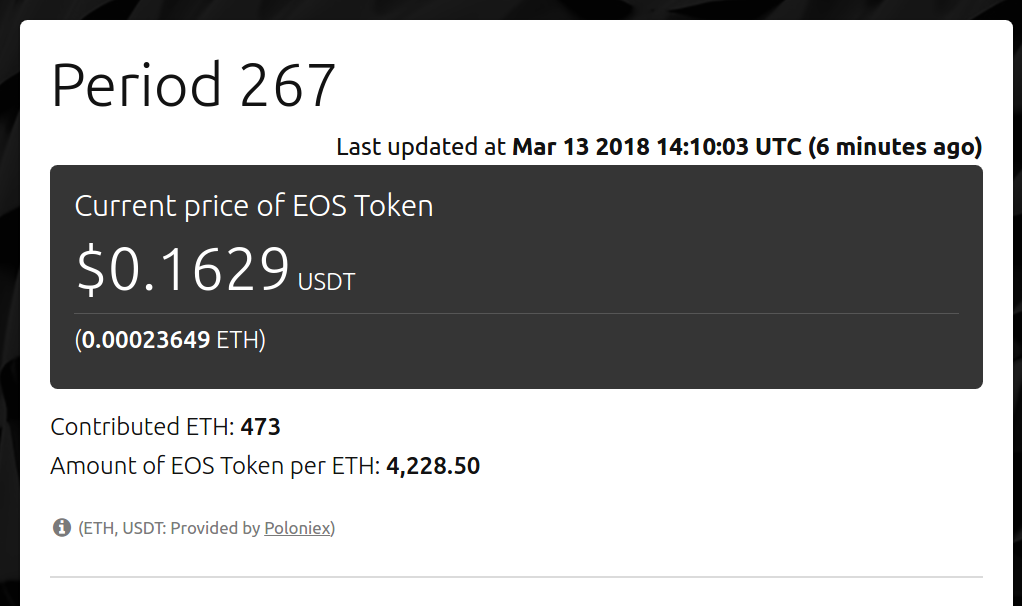 Period 267
Last updated at Mar 13 2018 14:10:03 UTC (6 minutes ago)
Current price of EOS Token
$0.1629 USDT
(0.00023649 ETH)
Contributed ETH: 473
Amount of EOS Token per ETH: 4,228.50
(ETH, USDT: Provided by Poloniex)